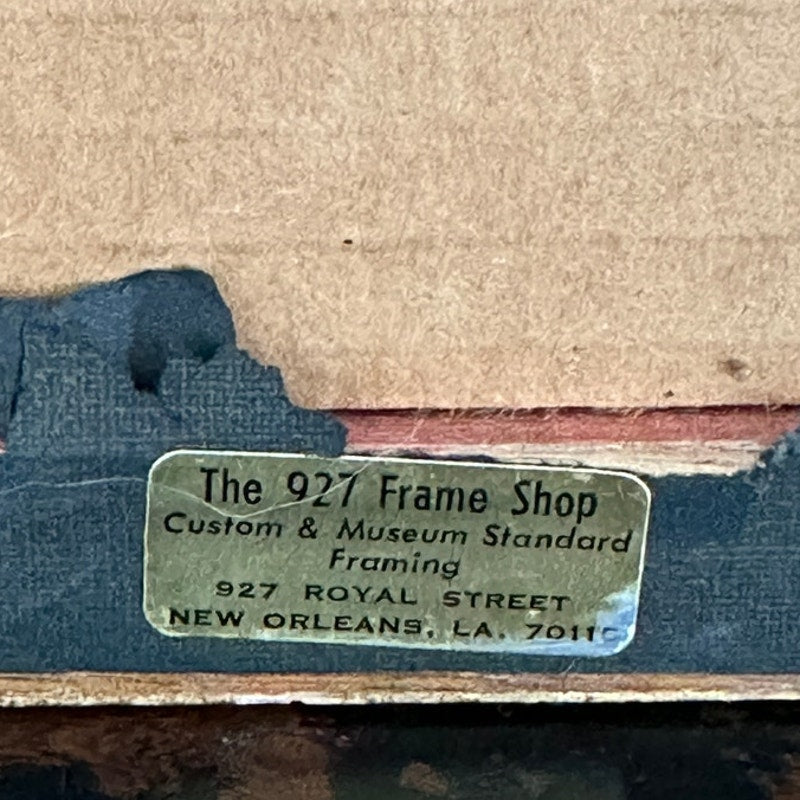 The 927 Frame Shop
Custom & Museum Standard
Framing
927 ROYAL STREET
NEW ORLEANS, LA.